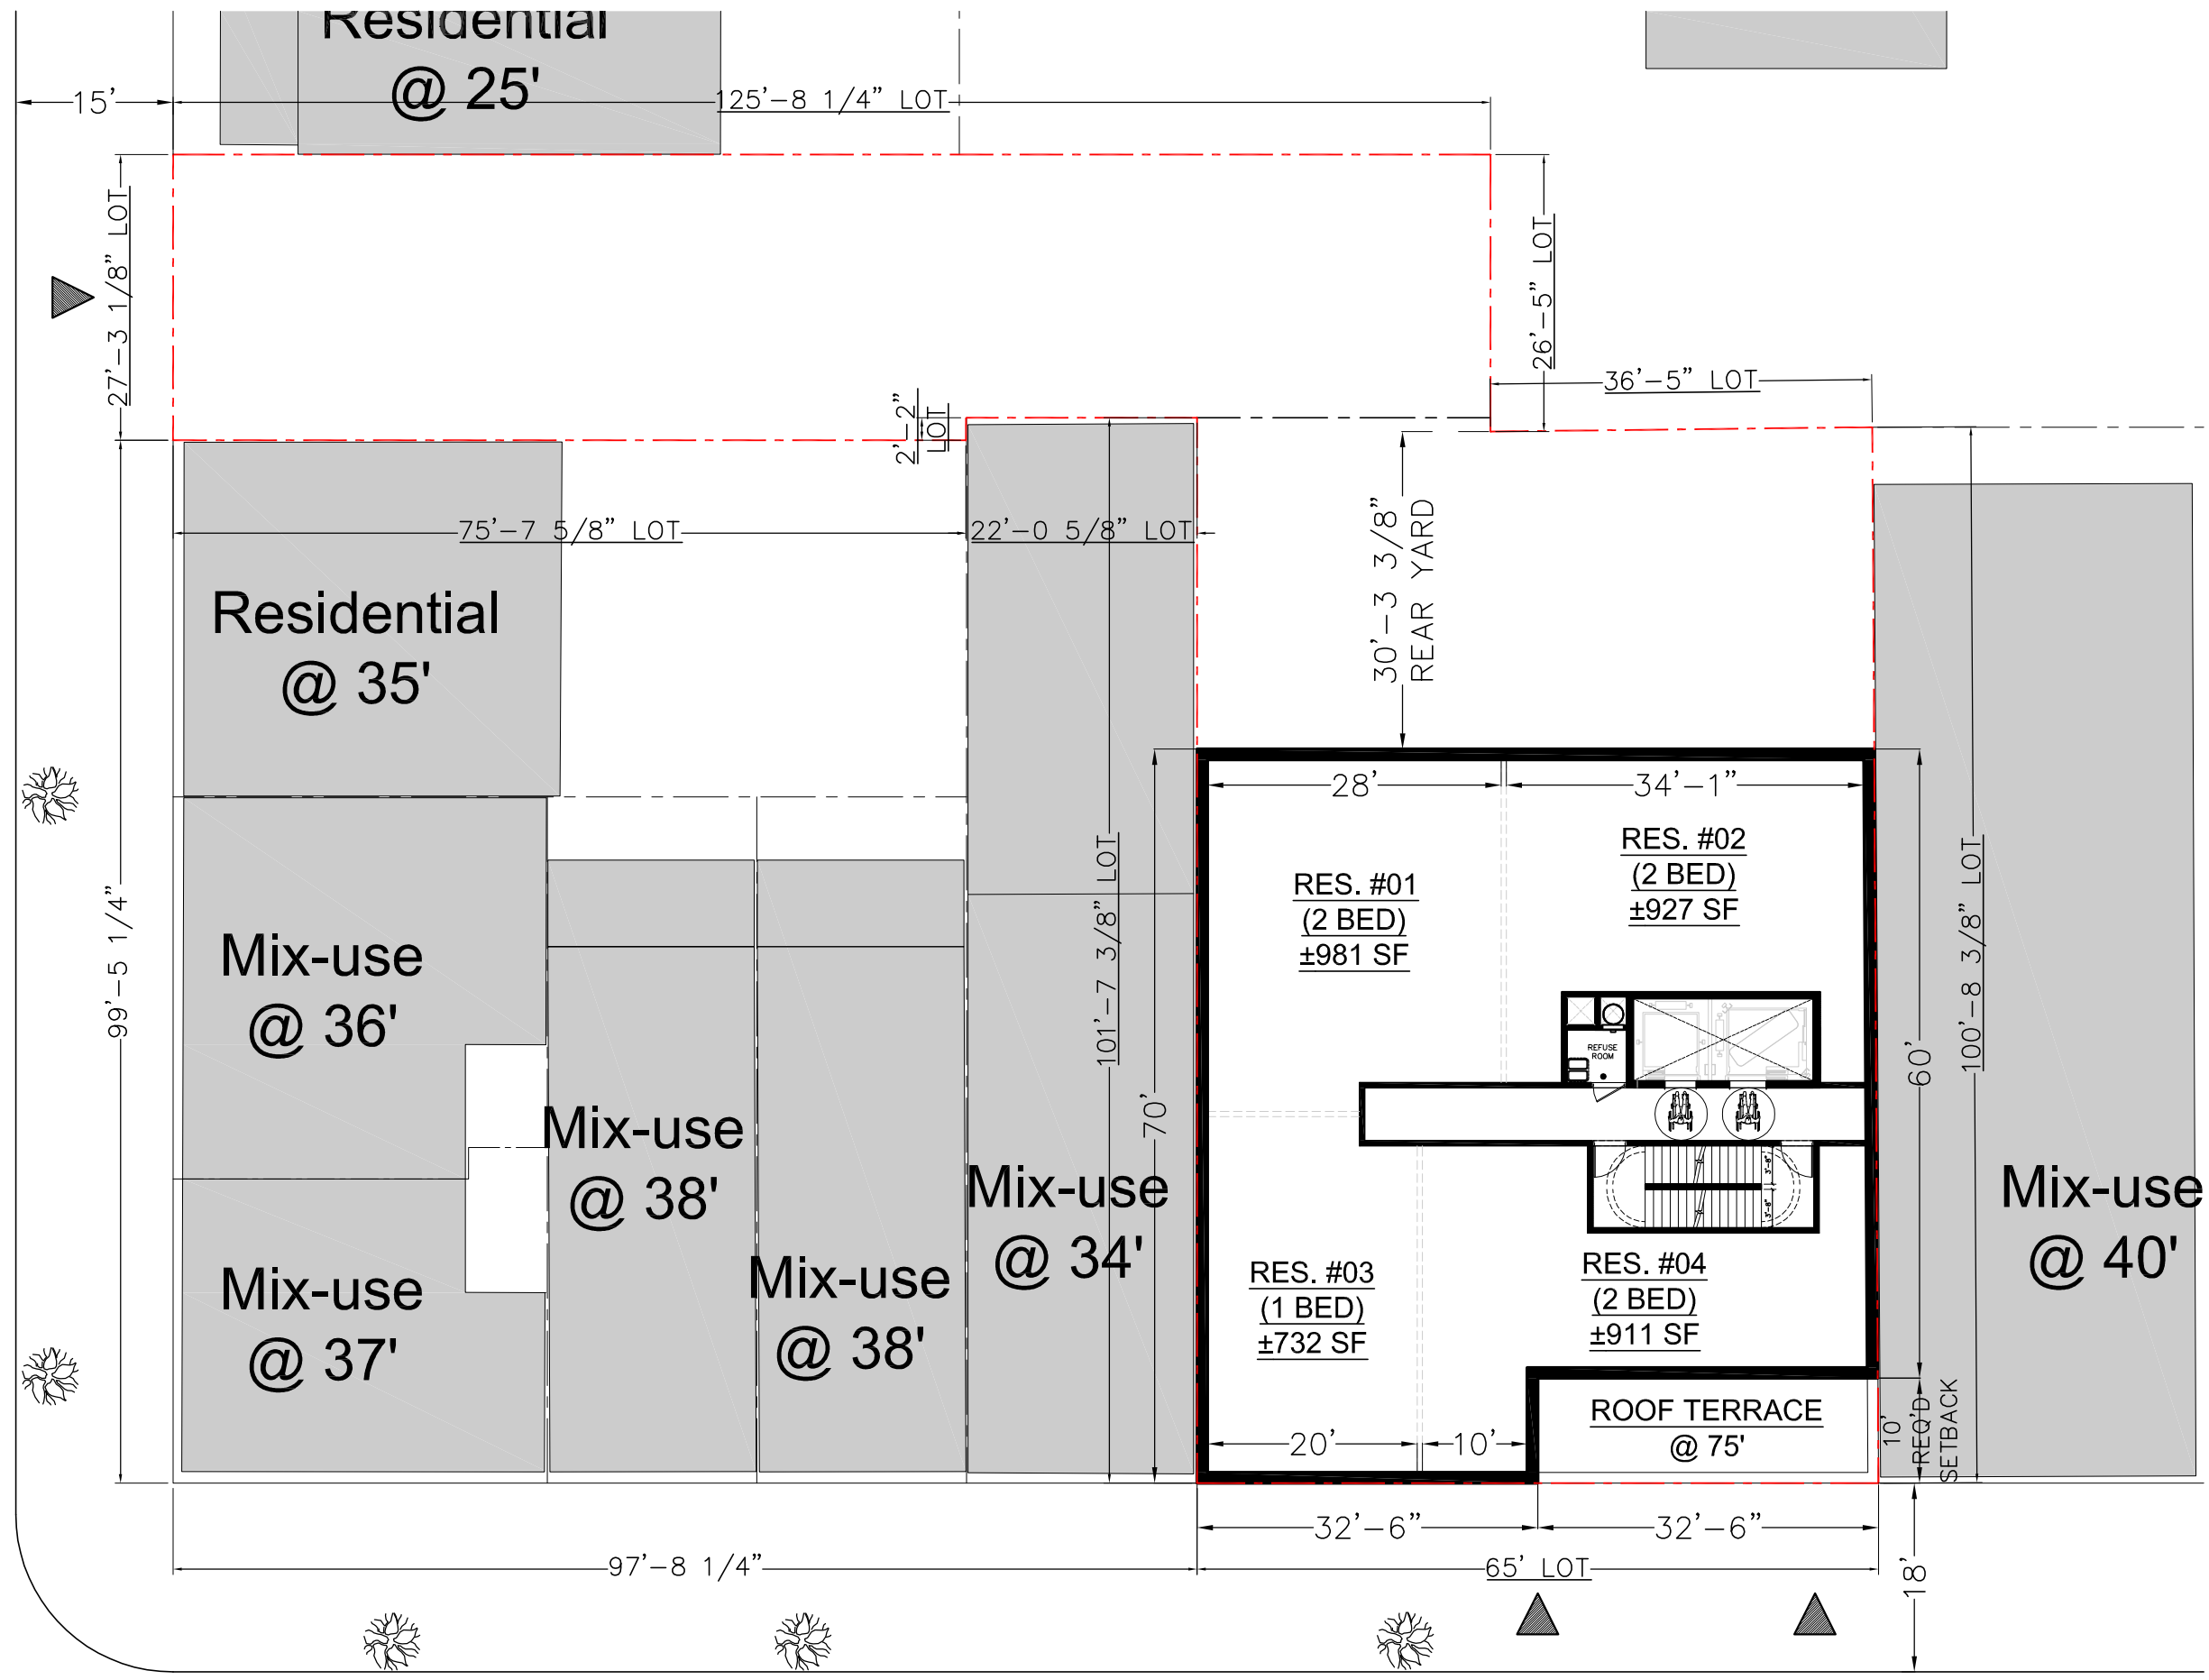 Residential
@ 25'
15'
125'-8 1/4" LOT
27'-3 1/8" LOT
26'-5" LOT
36'-5" LOT
2'-2"
LOT
75'-7 5/8" LOT
22'-0 5/8" LOT
30'-3 3/8"
REAR YARD
Residential
@ 35'
28'
34'-1"
RES. #01
(2 BED)
±981 SF
RES. #02
(2 BED)
±927 SF
99'-5 1/4"
101'-7 3/8" LOT
100'-8 3/8" LOT
Mix-use
@ 36'
REFUSE
ROOM
70'
60'
Mix-use
@ 38'
Mix-use
@ 34'
Mix-use
@ 40'
3'-8"
3'-8"
Mix-use
@ 37'
Mix-use
@ 38'
RES. #03
(1 BED)
±732 SF
RES. #04
(2 BED)
±911 SF
ROOF TERRACE
@ 75'
10'
REQ'D
SETBACK
20'
10'
32'-6"
32'-6"
97'-8 1/4"
65' LOT
18'